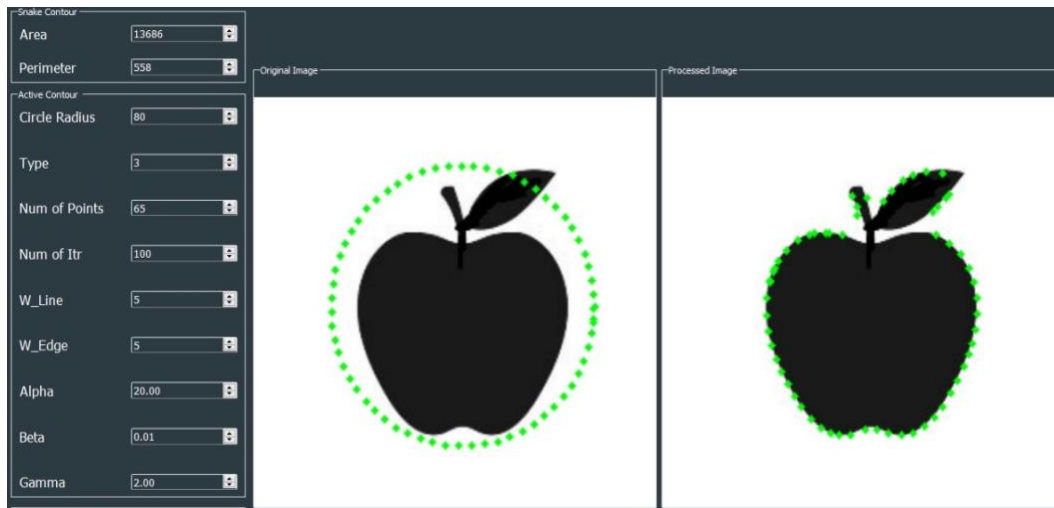 Snake Contour
Area 13686
Perimeter 558
Active Contour
Circle Radius 80
Type 3
Num of Points 65
Num of Itr 100
W_Line 5
W_Edge 5
Alpha 20.00
Beta 0.01
Gamma 2.00
Original Image
Processed Image